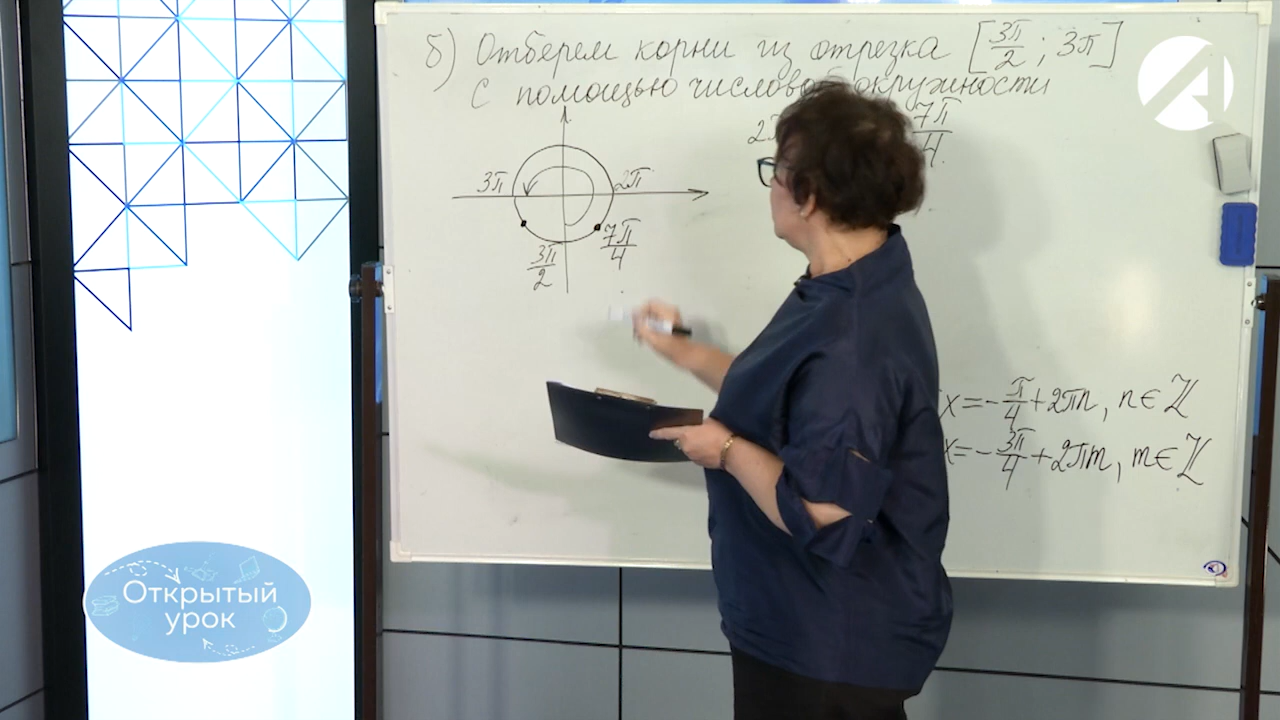 б) Отберем корни из отрезка [3π/2 ; 3π]
с помощью числовой окружности
7π/4
3π
2π
7π/4
3π/2
x=-π/4+2πn, n∈ℤ
x=-3π/4+2πm, m∈ℤ
Открытый
урок